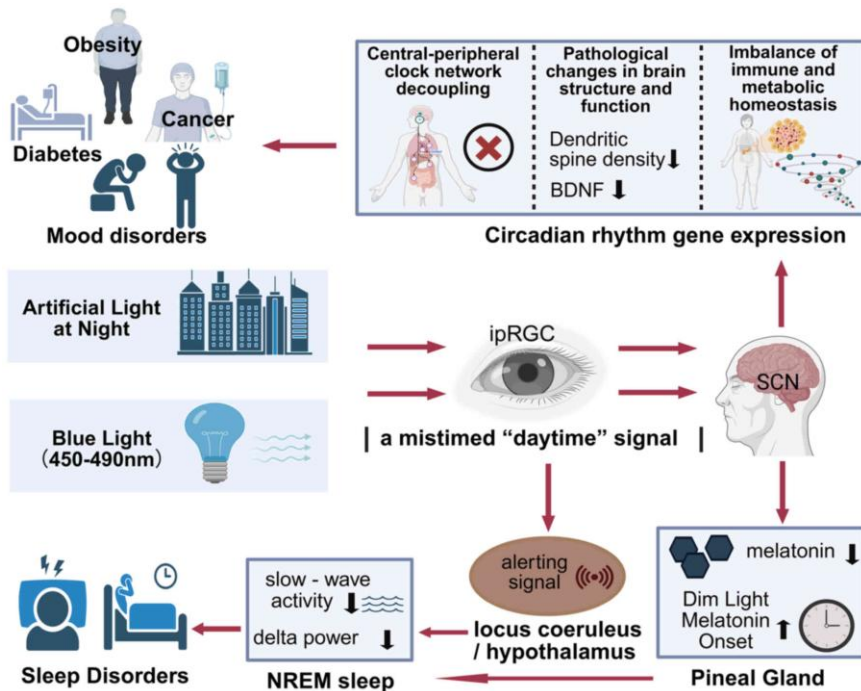 Obesity
Cancer
Diabetes
Mood disorders
Central-peripheral
clock network
decoupling
Pathological
changes in brain
structure and
function
Dendritic
spine density
BDNF
Imbalance of
immune and
metabolic
homeostasis
Circadian rhythm gene expression
Artificial Light
at Night
Blue Light
(450-490nm)
ipRGC
a mistimed “daytime” signal
SCN
alerting
signal
locus coeruleus
/ hypothalamus
melatonin
Dim Light
Melatonin
Onset
Pineal Gland
slow - wave
activity
delta power
NREM sleep
Sleep Disorders